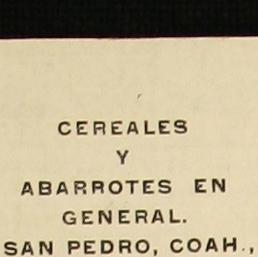 CEREALES
Y
ABARROTES EN
GENERAL.
SAN PEDRO, COAH.,